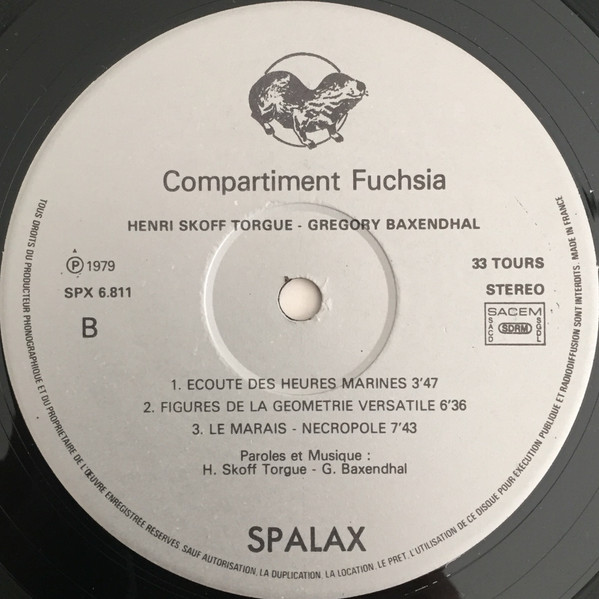 Compartiment Fuchsia
HENRI SKOFF TORGUE - GREGORY BAXENDHAL
Ⓟ 1979
SPX 6.811
B
33 TOURS
STEREO
SACEM
SACD
SDRM
SGDL
1. ECOUTE DES HEURES MARINES 3'47
2. FIGURES DE LA GEOMETRIE VERSATILE 6'36
3. LE MARAIS - NECROPOLE 7'43
Paroles et Musique :
H. Skoff Torgue - G. Baxendhal
SPALAX
TOUS DROITS DU PRODUCTEUR PHONOGRAPHIQUE ET DU PROPRIETAIRE DE L'ŒUVRE ENREGISTRÉE RÉSERVÉS. SAUF AUTORISATION, LA DUPLICATION, LA LOCATION, LE PRET, L'UTILISATION DE CE DISQUE POUR EXÉCUTION PUBLIQUE ET RADIODIFFUSION SONT INTERDITS. MADE IN FRANCE